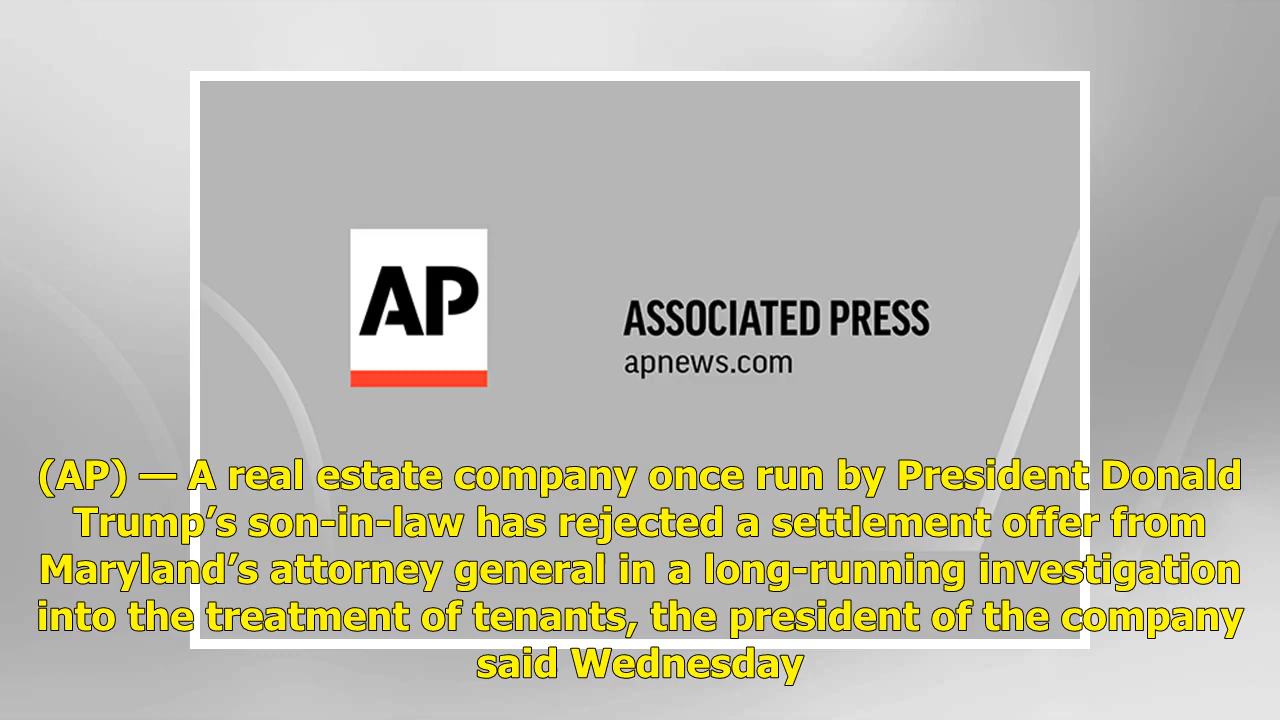 AP
ASSOCIATED PRESS
apnews.com
(AP) — A real estate company once run by President Donald
Trump’s son-in-law has rejected a settlement offer from
Maryland’s attorney general in a long-running investigation
into the treatment of tenants, the president of the company
said Wednesday